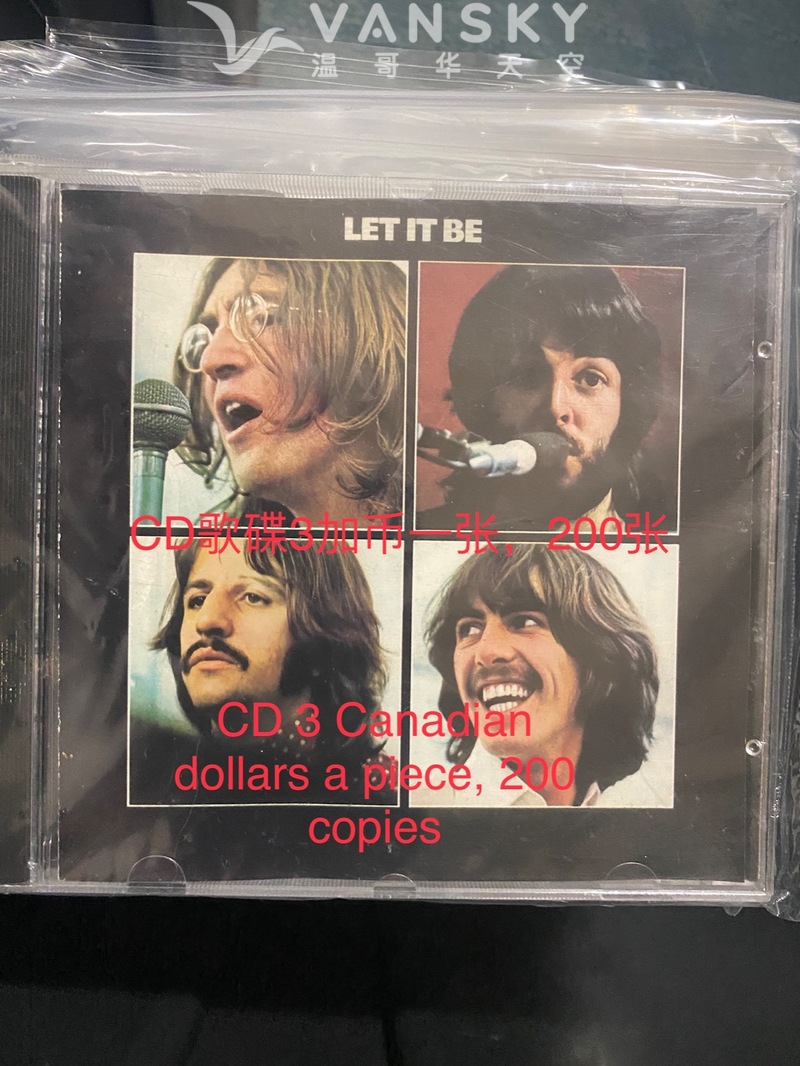 VANSKY
温哥华天空
LET IT BE
CD歌碟3加币一张，200张
CD 3 Canadian
dollars a piece, 200
copies